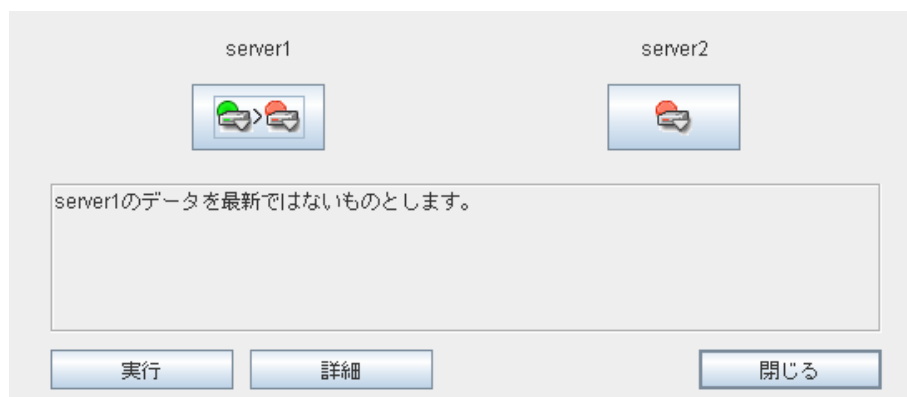 server1
server2
>
server1のデータを最新ではないものとします。
実行
詳細
閉じる